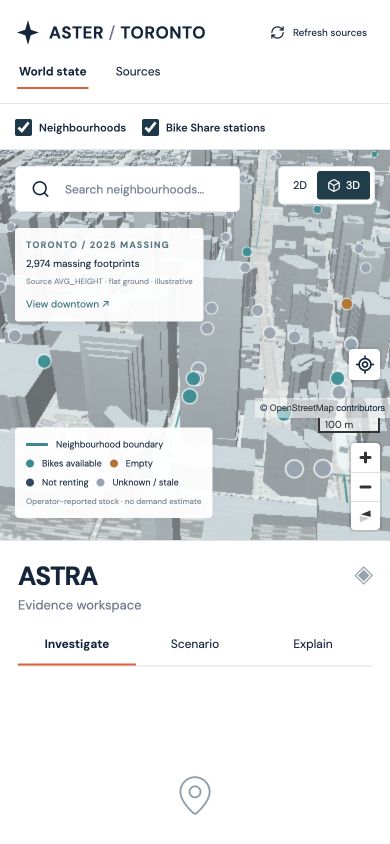 ASTER / TORONTO
Refresh sources
World state
Sources
Neighbourhoods
Bike Share stations
Search neighbourhoods...
2D
3D
TORONTO / 2025 MASSING
2,974 massing footprints
Source AVG_HEIGHT · flat ground · illustrative
View downtown ↗
© OpenStreetMap contributors
100 m
Neighbourhood boundary
Bikes available
Empty
Not renting
Unknown / stale
Operator-reported stock · no demand estimate
ASTRA
Evidence workspace
Investigate
Scenario
Explain